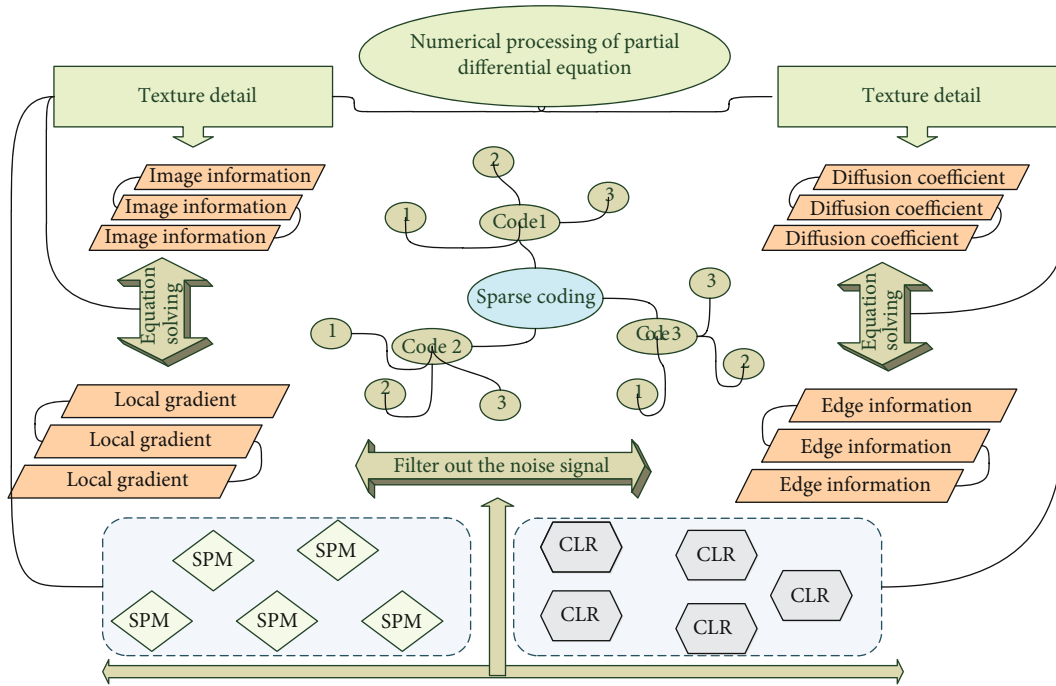 Numerical processing of partial
differential equation
Texture detail
Texture detail
Image information
Image information
Image information
Diffusion coefficient
Diffusion coefficient
Diffusion coefficient
2
3
1
Code1
Sparse coding
3
Code3
2
1
1
Code 2
2
3
Equation
solving
Equation
solving
Local gradient
Local gradient
Local gradient
Edge information
Edge information
Edge information
Filter out the noise signal
SPM
SPM
SPM
SPM
SPM
CLR
CLR
CLR
CLR
CLR